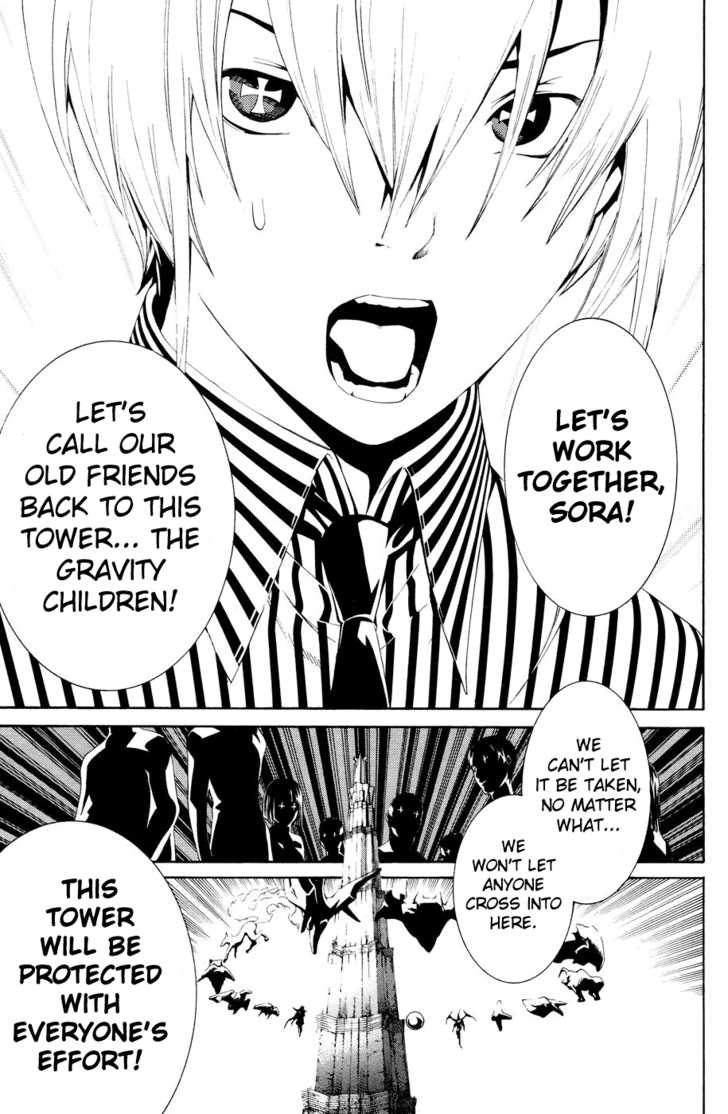 LET'S
WORK
TOGETHER,
SORA!
LET'S
CALL OUR
OLD FRIENDS
BACK TO THIS
TOWER... THE
GRAVITY
CHILDREN!
WE
CAN'T LET
IT BE TAKEN,
NO MATTER
WHAT...
WE
WON'T LET
ANYONE
CROSS INTO
HERE.
THIS
TOWER
WILL BE
PROTECTED
WITH
EVERYONE'S
EFFORT!